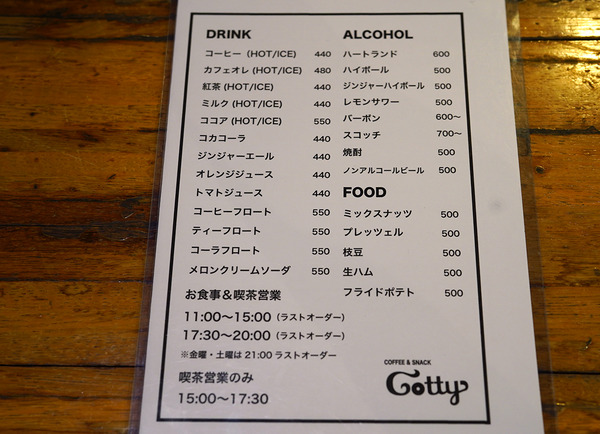 DRINK
コーヒー（HOT/ICE) 440
カフェオレ (HOT/ICE) 480
紅茶 (HOT/ICE) 440
ミルク (HOT/ICE) 440
ココア (HOT/ICE) 550
コカコーラ 440
ジンジャーエール 440
オレンジジュース 440
トマトジュース 440
コーヒーフロート 550
ティーフロート 550
コーラフロート 550
メロンクリームソーダ 550
お食事＆喫茶営業
11:00〜15:00（ラストオーダー）
17:30〜20:00（ラストオーダー）
※金曜・土曜は 21:00 ラストオーダー
喫茶営業のみ
15:00〜17:30
ALCOHOL
ハートランド 600
ハイボール 500
ジンジャーハイボール 500
レモンサワー 500
バーボン 600〜
スコッチ 700〜
焼酎 500
ノンアルコールビール 500
FOOD
ミックスナッツ 500
プレッツェル 500
枝豆 500
生ハム 500
フライドポテト 500
COFFEE & SNACK
Gotty